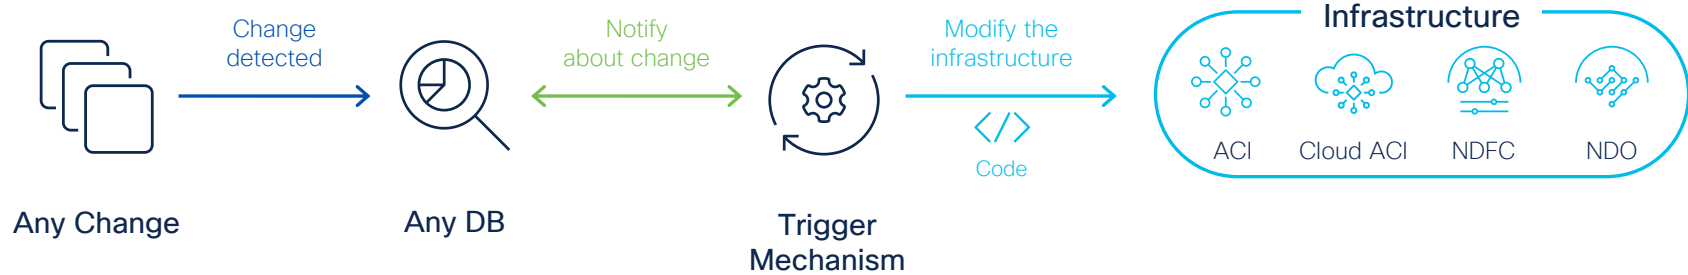 Change
detected
Notify
about change
Modify the
infrastructure
Infrastructure
Code
ACI
Cloud ACI
NDFC
NDO
Any Change
Any DB
Trigger
Mechanism